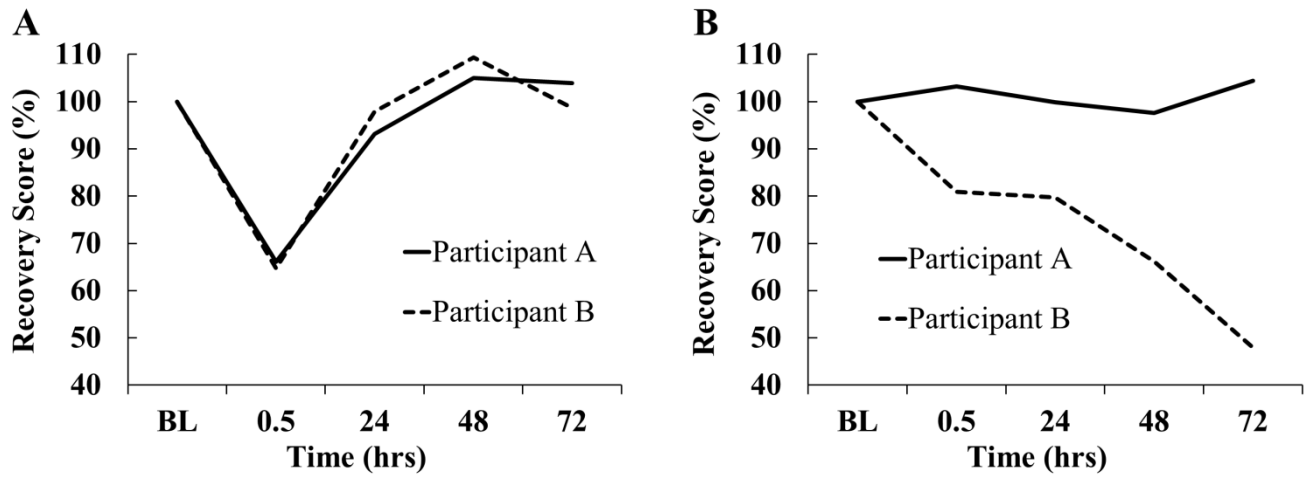 A
Recovery Score (%)
110
100
90
80
70
60
50
40
Participant A
Participant B
BL 0.5 24 48 72
Time (hrs)
B
Recovery Score (%)
110
100
90
80
70
60
50
40
Participant A
Participant B
BL 0.5 24 48 72
Time (hrs)